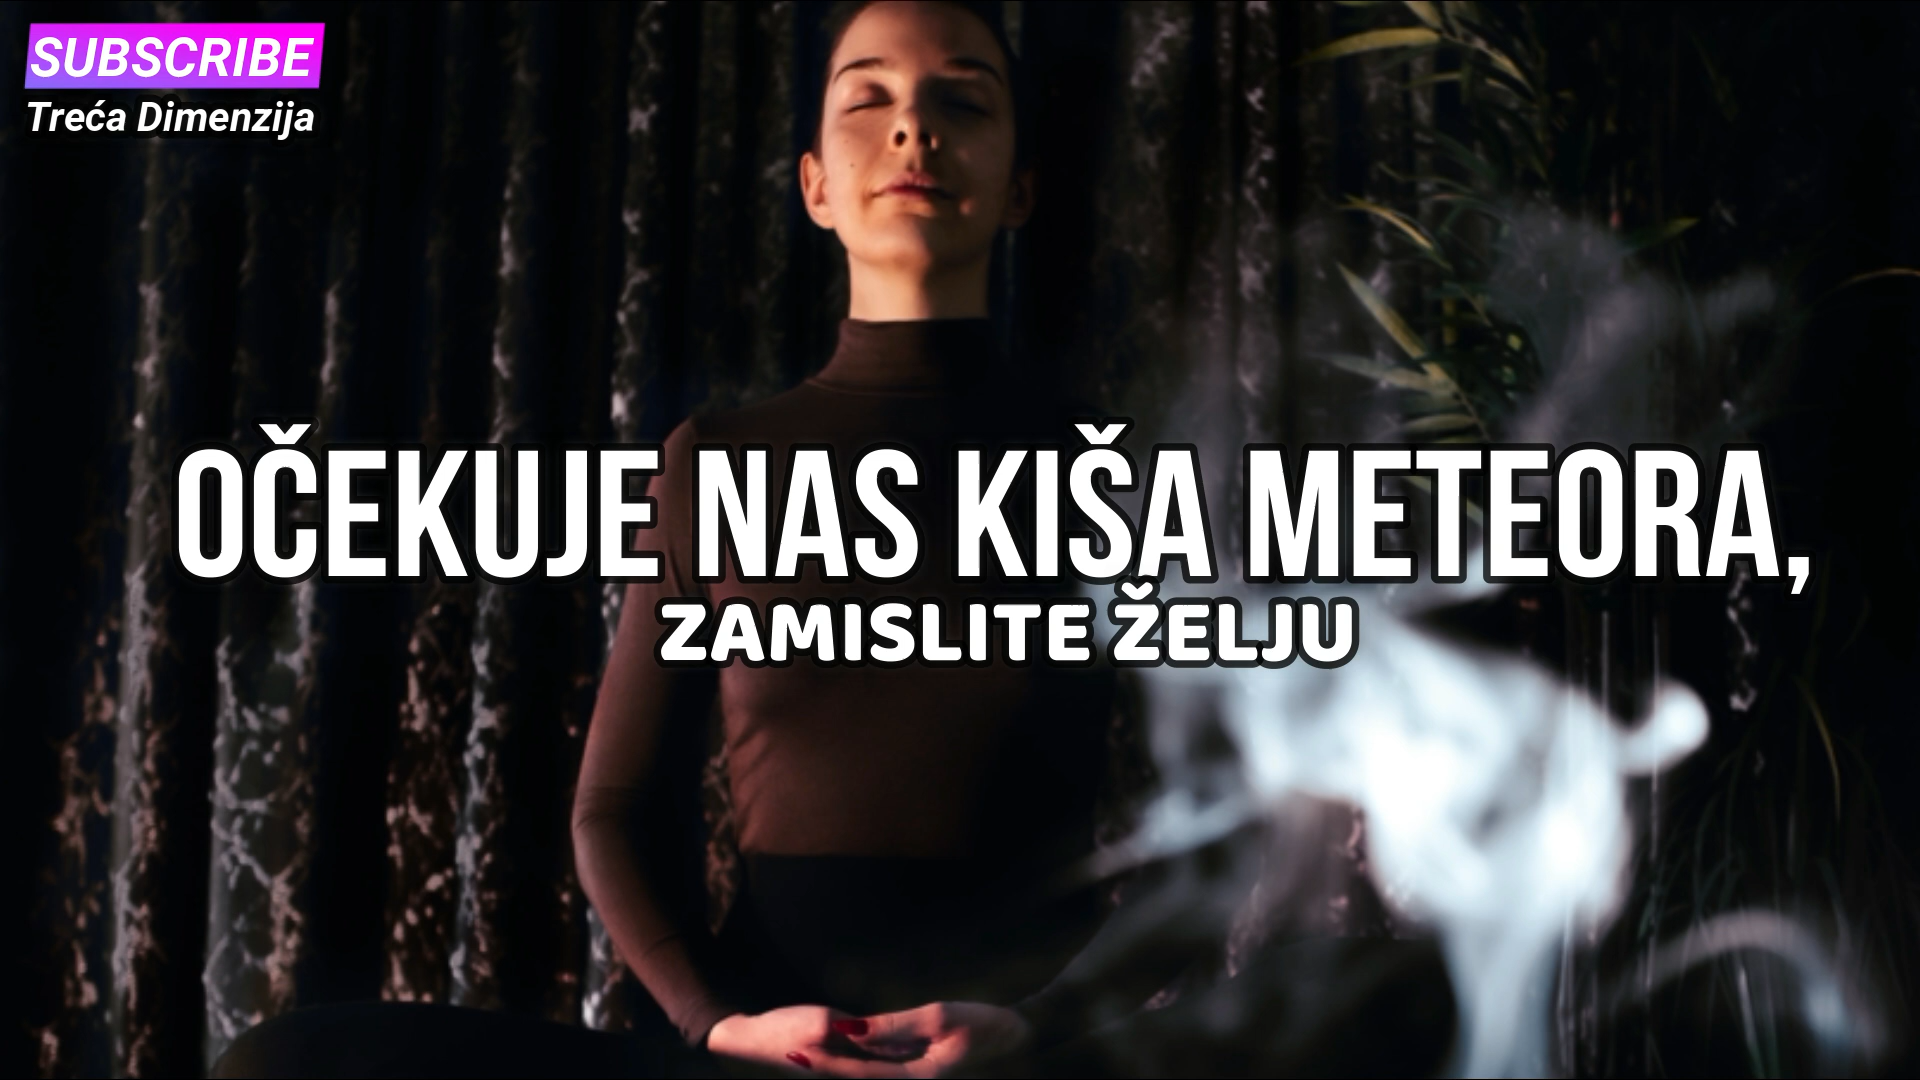 SUBSCRIBE
Treća Dimenzija
OČEKUJE NAS KIŠA METEORA,
ZAMISLITE ŽELJU